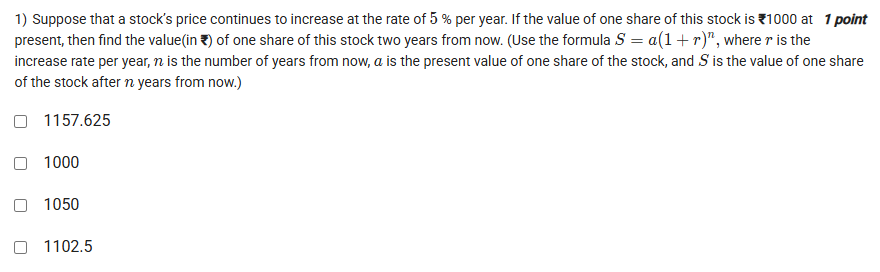 1) Suppose that a stock's price continues to increase at the rate of 5 % per year. If the value of one share of this stock is ₹1000 at 1 point
present, then find the value(in ₹) of one share of this stock two years from now. (Use the formula S = a(1 + r)ⁿ, where r is the
increase rate per year, n is the number of years from now, a is the present value of one share of the stock, and S is the value of one share
of the stock after n years from now.)
1157.625
1000
1050
1102.5